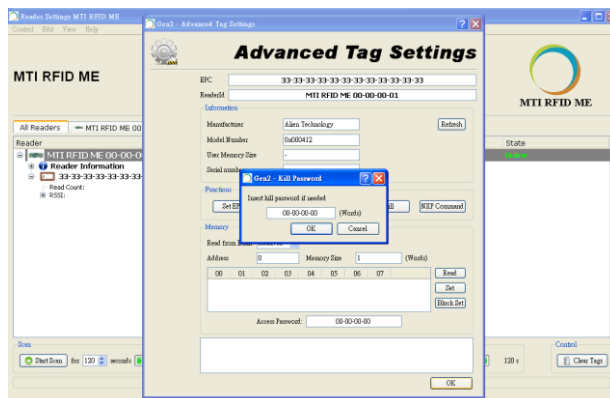 Reader Settings MTI RFID ME
Control Edit View Help
MTI RFID ME
All Readers MTI RFID ME 00
Reader
MTI RFID ME 00-00-0
Reader Information
33-33-33-33-33-33-33-
Read Count:
RSSI:
Scan
Start Scan for 120 seconds
Gen2 - Advanced Tag Settings
Advanced Tag Settings
EPC 33-33-33-33-33-33-33-33-33-33-33-33
ReaderId MTI RFID ME 00-00-00-01
Information
Manufacturer Alien Technology Refresh
Model Number 0x000412
User Memory Size -
Serial number
Functions
Set EP NXP Command
Gen2 - Kill Password
Insert kill password if needed
00-00-00-00 (Words)
OK Cancel
Memory
Read from
Address 0 Memory Size 1 (Words)
00 01 02 03 04 05 06 07
Read
Set
Block Set
Access Password: 00-00-00-00
OK
MTI RFID ME
State
Online
120 s
Control
Clear Tags